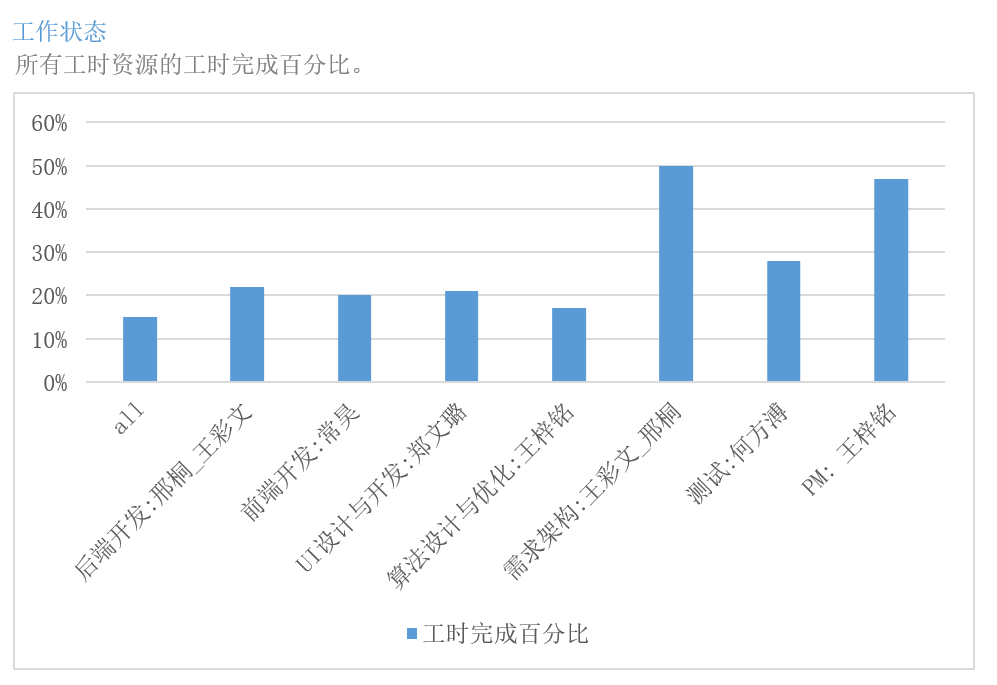 工作状态
所有工时资源的工时完成百分比。
60%
50%
40%
30%
20%
10%
0%
all
后端开发:邢桐_王彩文
前端开发:常昊
UI设计与开发:郑文璐
算法设计与优化:王梓铭
需求架构:王彩文_邢桐
测试:何方溥
PM: 王梓铭
工时完成百分比